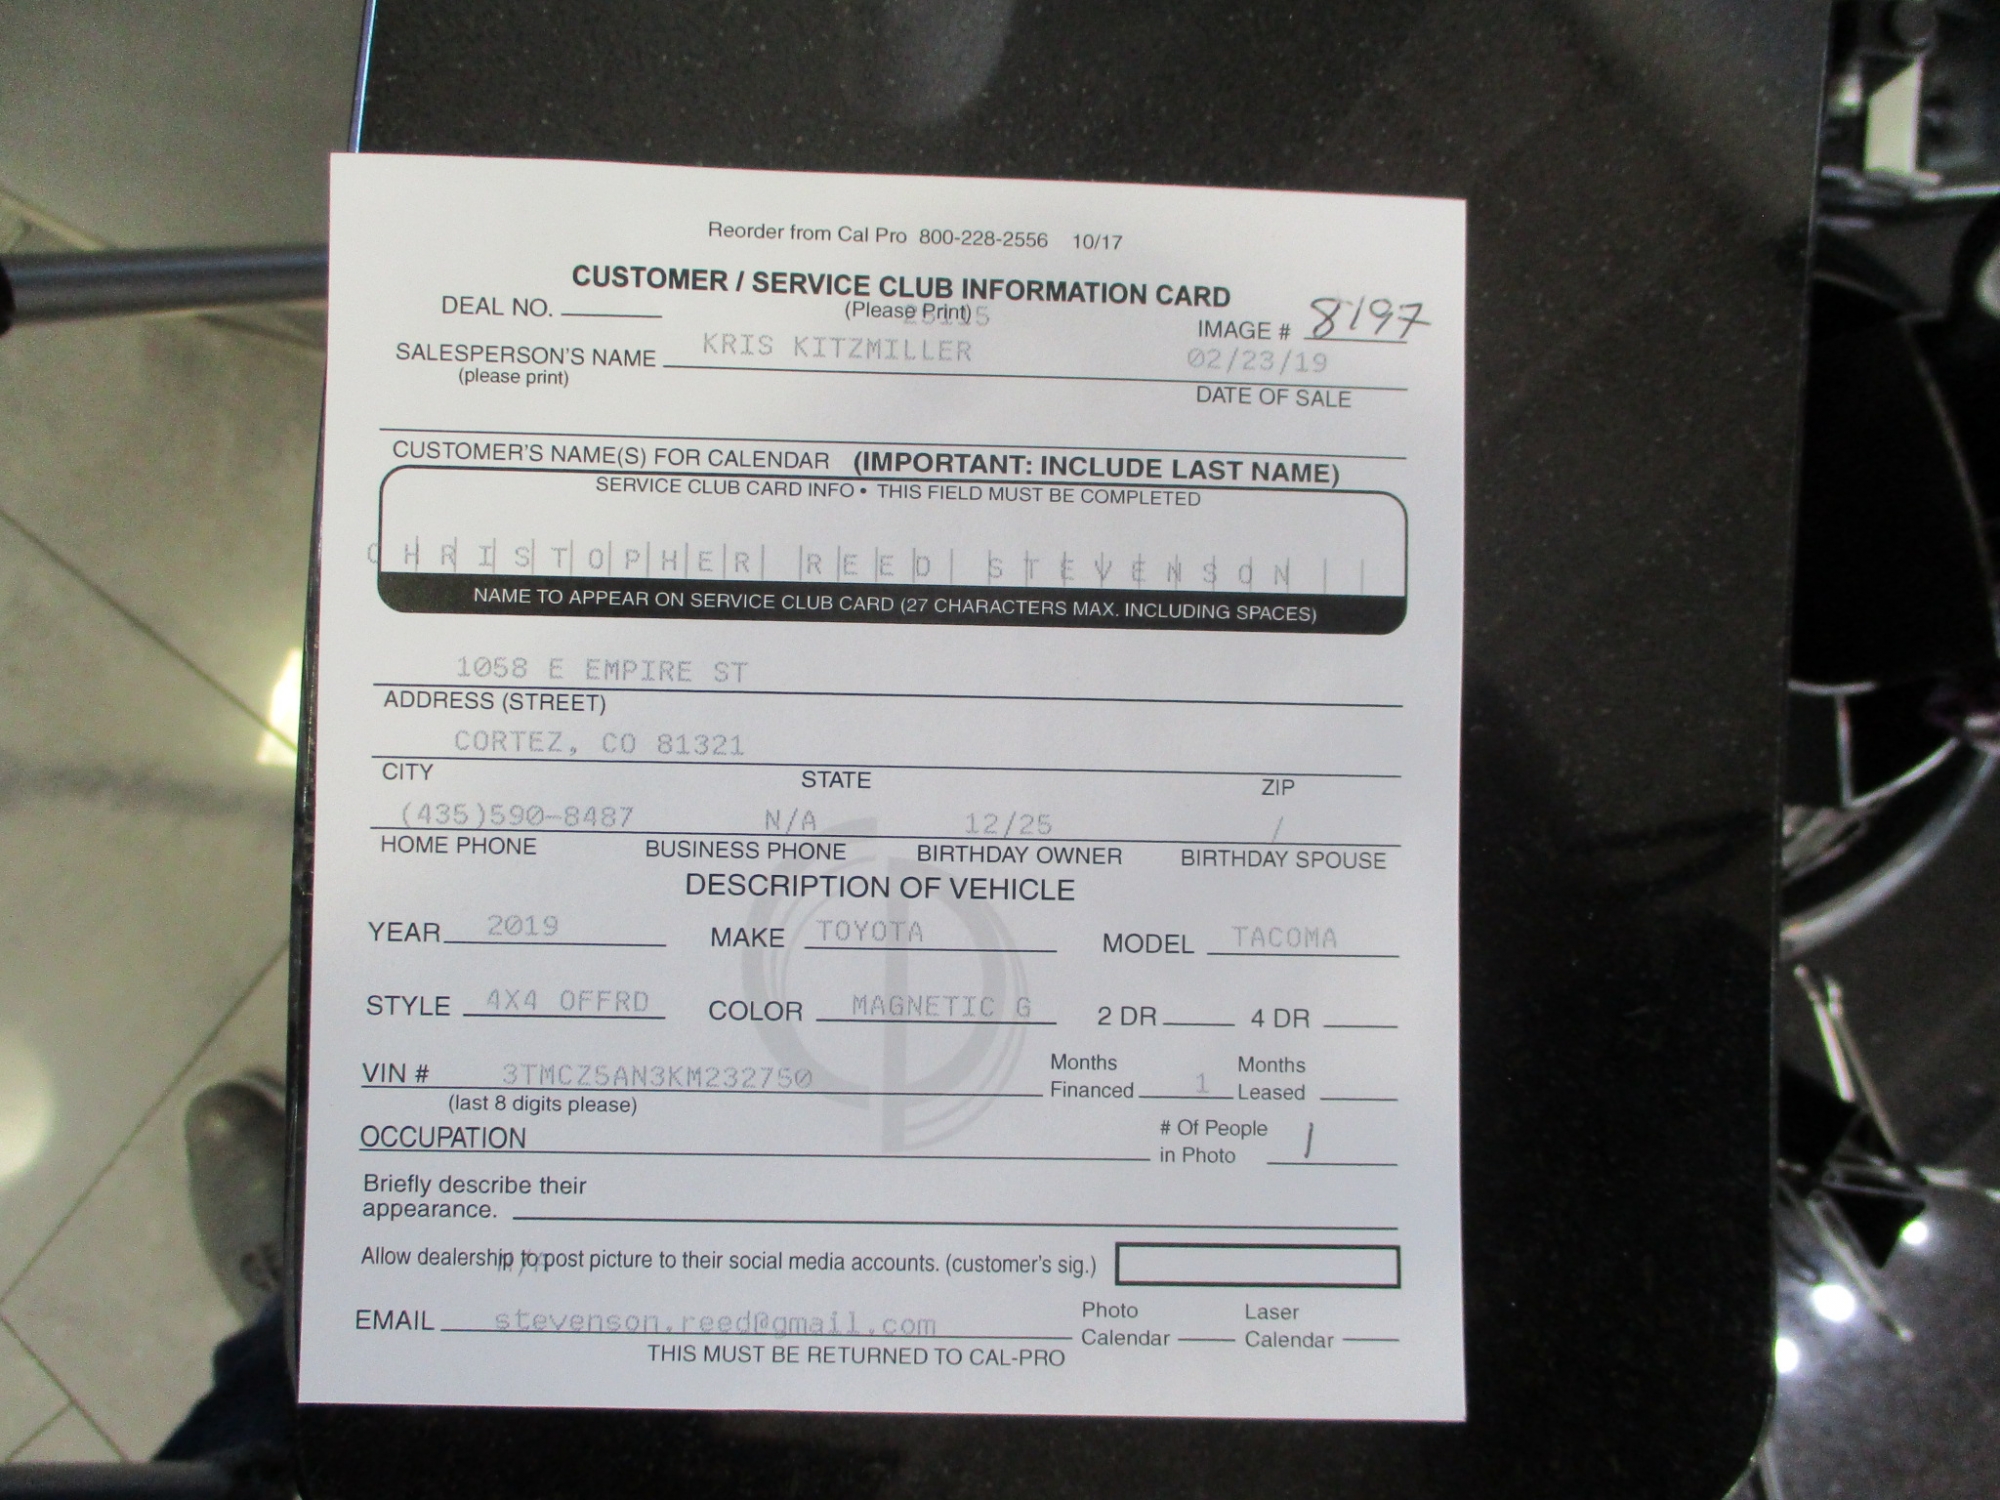 Reorder from Cal Pro 800-228-2556 10/17
CUSTOMER / SERVICE CLUB INFORMATION CARD
DEAL NO. (Please Print) IMAGE # 8197
SALESPERSON'S NAME KRIS KITZMILLER 02/23/19
(please print) DATE OF SALE
CUSTOMER'S NAME(S) FOR CALENDAR (IMPORTANT: INCLUDE LAST NAME)
SERVICE CLUB CARD INFO • THIS FIELD MUST BE COMPLETED
CHRISTOPHER REED STEVENSON
NAME TO APPEAR ON SERVICE CLUB CARD (27 CHARACTERS MAX. INCLUDING SPACES)
1058 E EMPIRE ST
ADDRESS (STREET)
CORTEZ, CO 81321
CITY STATE ZIP
(435)590-8487 N/A 12/25 /
HOME PHONE BUSINESS PHONE BIRTHDAY OWNER BIRTHDAY SPOUSE
DESCRIPTION OF VEHICLE
YEAR 2019 MAKE TOYOTA MODEL TACOMA
STYLE 4X4 OFFRD COLOR MAGNETIC G 2 DR 4 DR
VIN # 3TMCZ5AN3KM232750 Months Financed 1 Months Leased
(last 8 digits please)
OCCUPATION # Of People in Photo 1
Briefly describe their
appearance.
Allow dealership to post picture to their social media accounts. (customer's sig.)
EMAIL stevenson.reed@gmail.com Photo Calendar Laser Calendar
THIS MUST BE RETURNED TO CAL-PRO